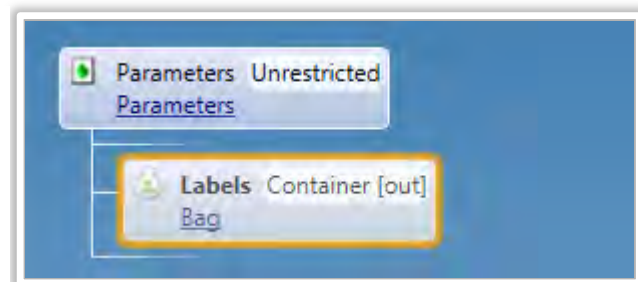 Parameters Unrestricted
Parameters
Labels Container [out]
Bag